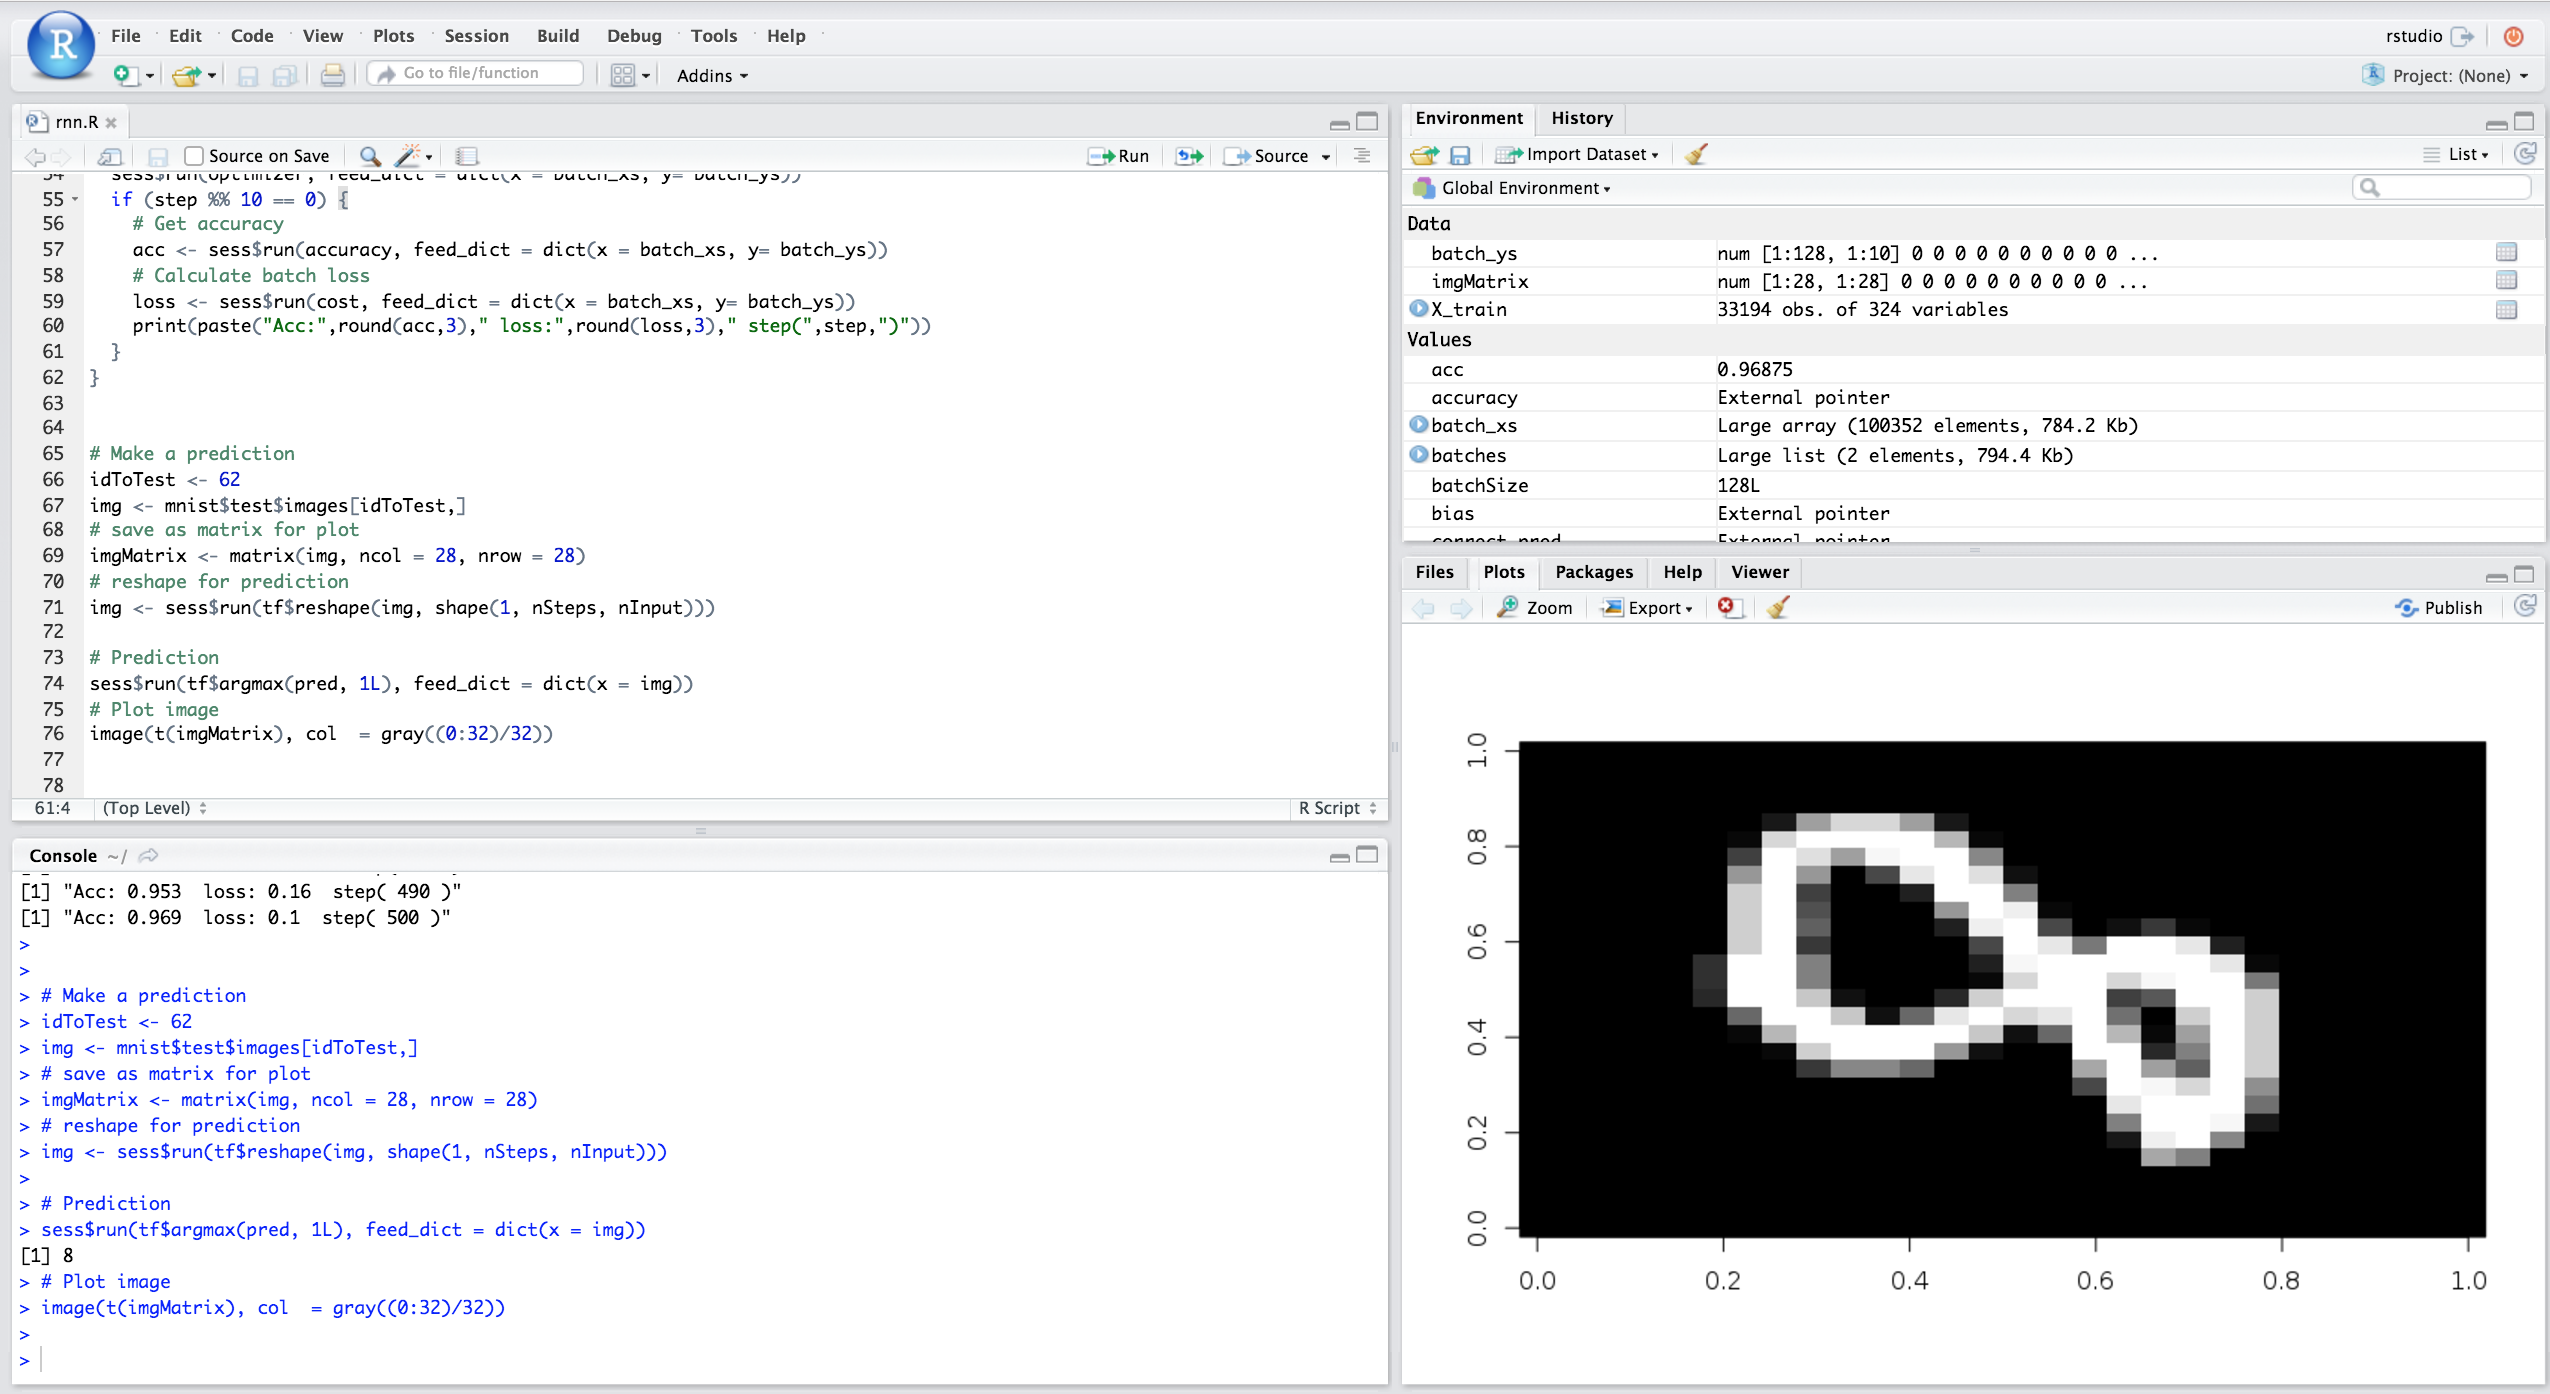 File Edit Code View Plots Session Build Debug Tools Help
rstudio
Go to file/function
Addins
Project: (None)
rnn.R
Source on Save
Run
Source
54 sess$run(optimizer, feed_dict = dict(x = batch_xs, y= batch_ys))
55 if (step %% 10 == 0) {
56 # Get accuracy
57 acc <- sess$run(accuracy, feed_dict = dict(x = batch_xs, y= batch_ys))
58 # Calculate batch loss
59 loss <- sess$run(cost, feed_dict = dict(x = batch_xs, y= batch_ys))
60 print(paste("Acc:",round(acc,3)," loss:",round(loss,3)," step(",step,")"))
61 }
62 }
63
64
65 # Make a prediction
66 idToTest <- 62
67 img <- mnist$test$images[idToTest,]
68 # save as matrix for plot
69 imgMatrix <- matrix(img, ncol = 28, nrow = 28)
70 # reshape for prediction
71 img <- sess$run(tf$reshape(img, shape(1, nSteps, nInput)))
72
73 # Prediction
74 sess$run(tf$argmax(pred, 1L), feed_dict = dict(x = img))
75 # Plot image
76 image(t(imgMatrix), col  = gray((0:32)/32))
77
78
61:4 (Top Level) R Script
Console ~/
[1] "Acc: 0.953  loss: 0.16  step( 490 )"
[1] "Acc: 0.969  loss: 0.1  step( 500 )"
>
>
> # Make a prediction
> idToTest <- 62
> img <- mnist$test$images[idToTest,]
> # save as matrix for plot
> imgMatrix <- matrix(img, ncol = 28, nrow = 28)
> # reshape for prediction
> img <- sess$run(tf$reshape(img, shape(1, nSteps, nInput)))
>
> # Prediction
> sess$run(tf$argmax(pred, 1L), feed_dict = dict(x = img))
[1] 8
> # Plot image
> image(t(imgMatrix), col  = gray((0:32)/32))
>
>
Environment History
Import Dataset List
Global Environment
Data
batch_ys num [1:128, 1:10] 0 0 0 0 0 0 0 0 0 0 ...
imgMatrix num [1:28, 1:28] 0 0 0 0 0 0 0 0 0 0 ...
X_train 33194 obs. of 324 variables
Values
acc 0.96875
accuracy External pointer
batch_xs Large array (100352 elements, 784.2 Kb)
batches Large list (2 elements, 794.4 Kb)
batchSize 128L
bias External pointer
correct_pred External pointer
Files Plots Packages Help Viewer
Zoom Export Publish
1.0
0.8
0.6
0.4
0.2
0.0
0.0 0.2 0.4 0.6 0.8 1.0